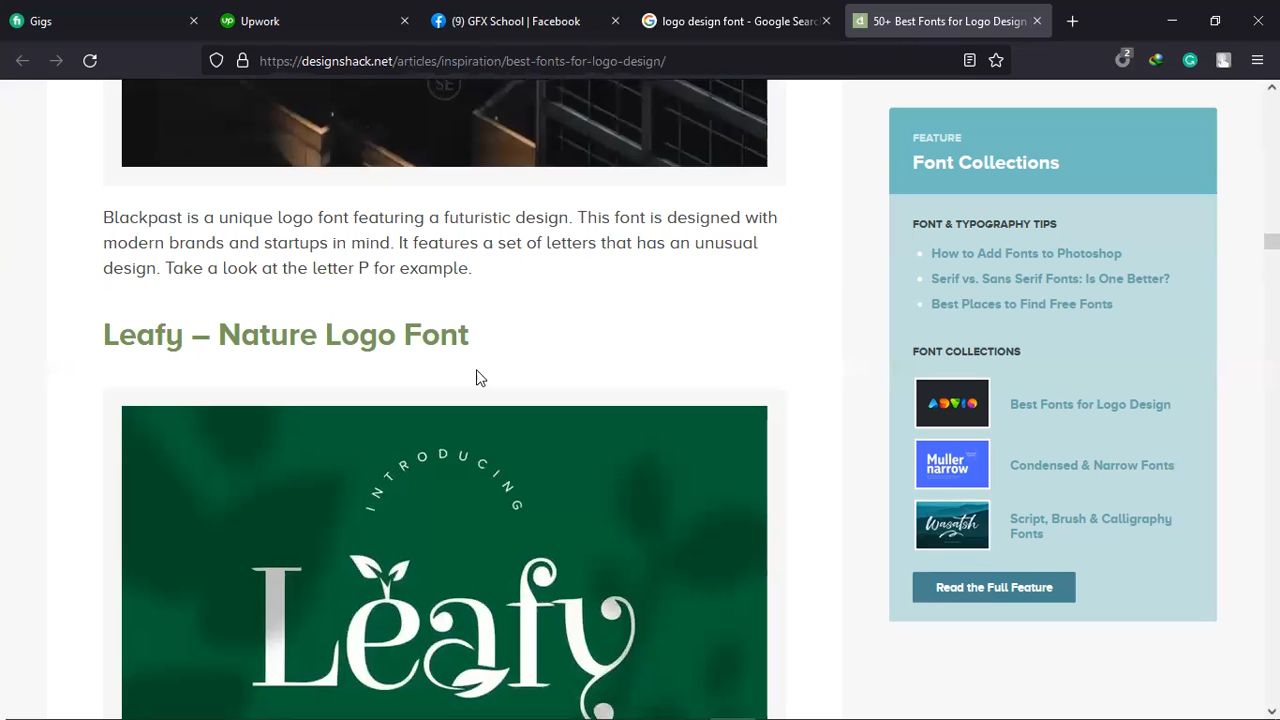 Gigs
Upwork
(9) GFX School | Facebook
logo design font - Google Searc
50+ Best Fonts for Logo Design
https://designshack.net/articles/inspiration/best-fonts-for-logo-design/
2
SE
Blackpast is a unique logo font featuring a futuristic design. This font is designed with
modern brands and startups in mind. It features a set of letters that has an unusual
design. Take a look at the letter P for example.
Leafy – Nature Logo Font
INTRODUCING
Leafy
FEATURE
Font Collections
FONT & TYPOGRAPHY TIPS
How to Add Fonts to Photoshop
Serif vs. Sans Serif Fonts: Is One Better?
Best Places to Find Free Fonts
FONT COLLECTIONS
ADVIO
Best Fonts for Logo Design
Muller
narrow
Condensed & Narrow Fonts
Wasatsh
Script, Brush & Calligraphy
Fonts
Read the Full Feature